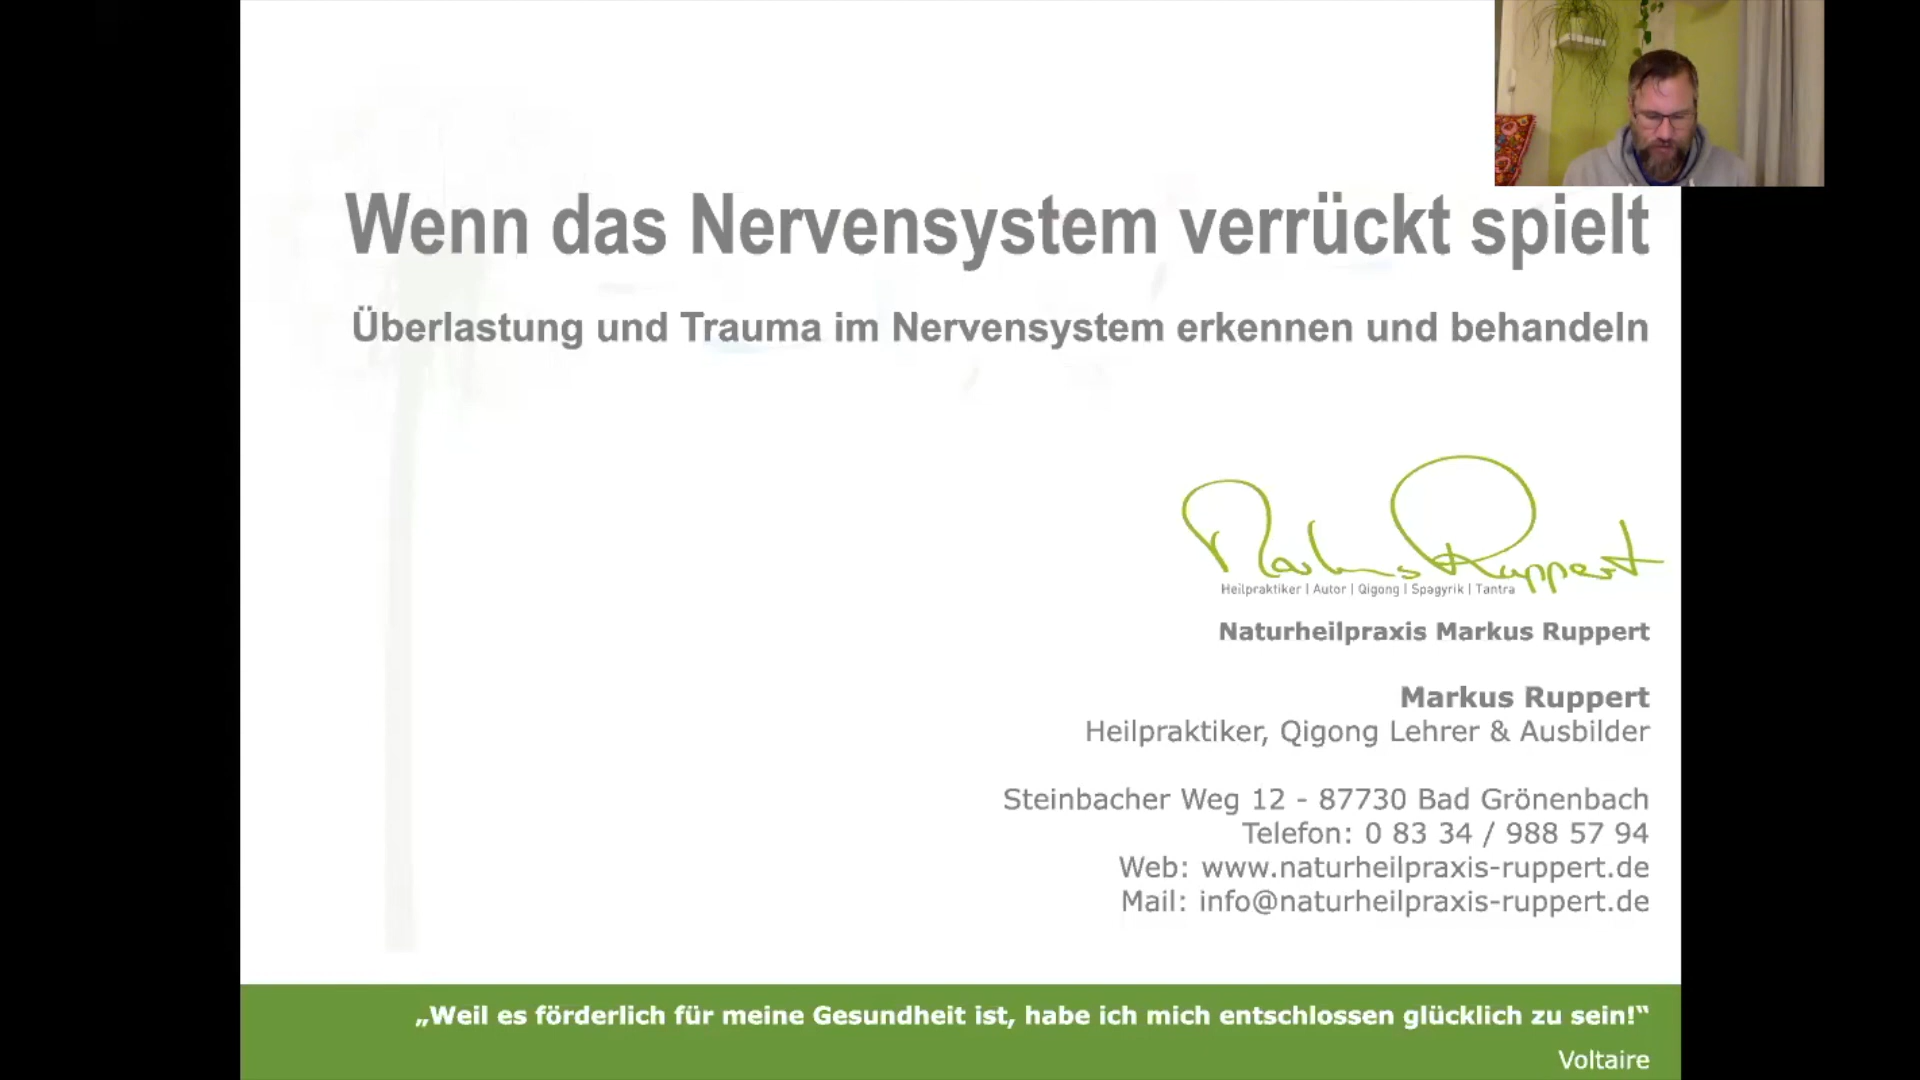 Wenn das Nervensystem verrückt spielt
Überlastung und Trauma im Nervensystem erkennen und behandeln
Markus Ruppert
Heilpraktiker | Autor | Qigong | Spagyrik | Tantra
Naturheilpraxis Markus Ruppert
Markus Ruppert
Heilpraktiker, Qigong Lehrer & Ausbilder
Steinbacher Weg 12 - 87730 Bad Grönenbach
Telefon: 0 83 34 / 988 57 94
Web: www.naturheilpraxis-ruppert.de
Mail: info@naturheilpraxis-ruppert.de
„Weil es förderlich für meine Gesundheit ist, habe ich mich entschlossen glücklich zu sein!“
Voltaire